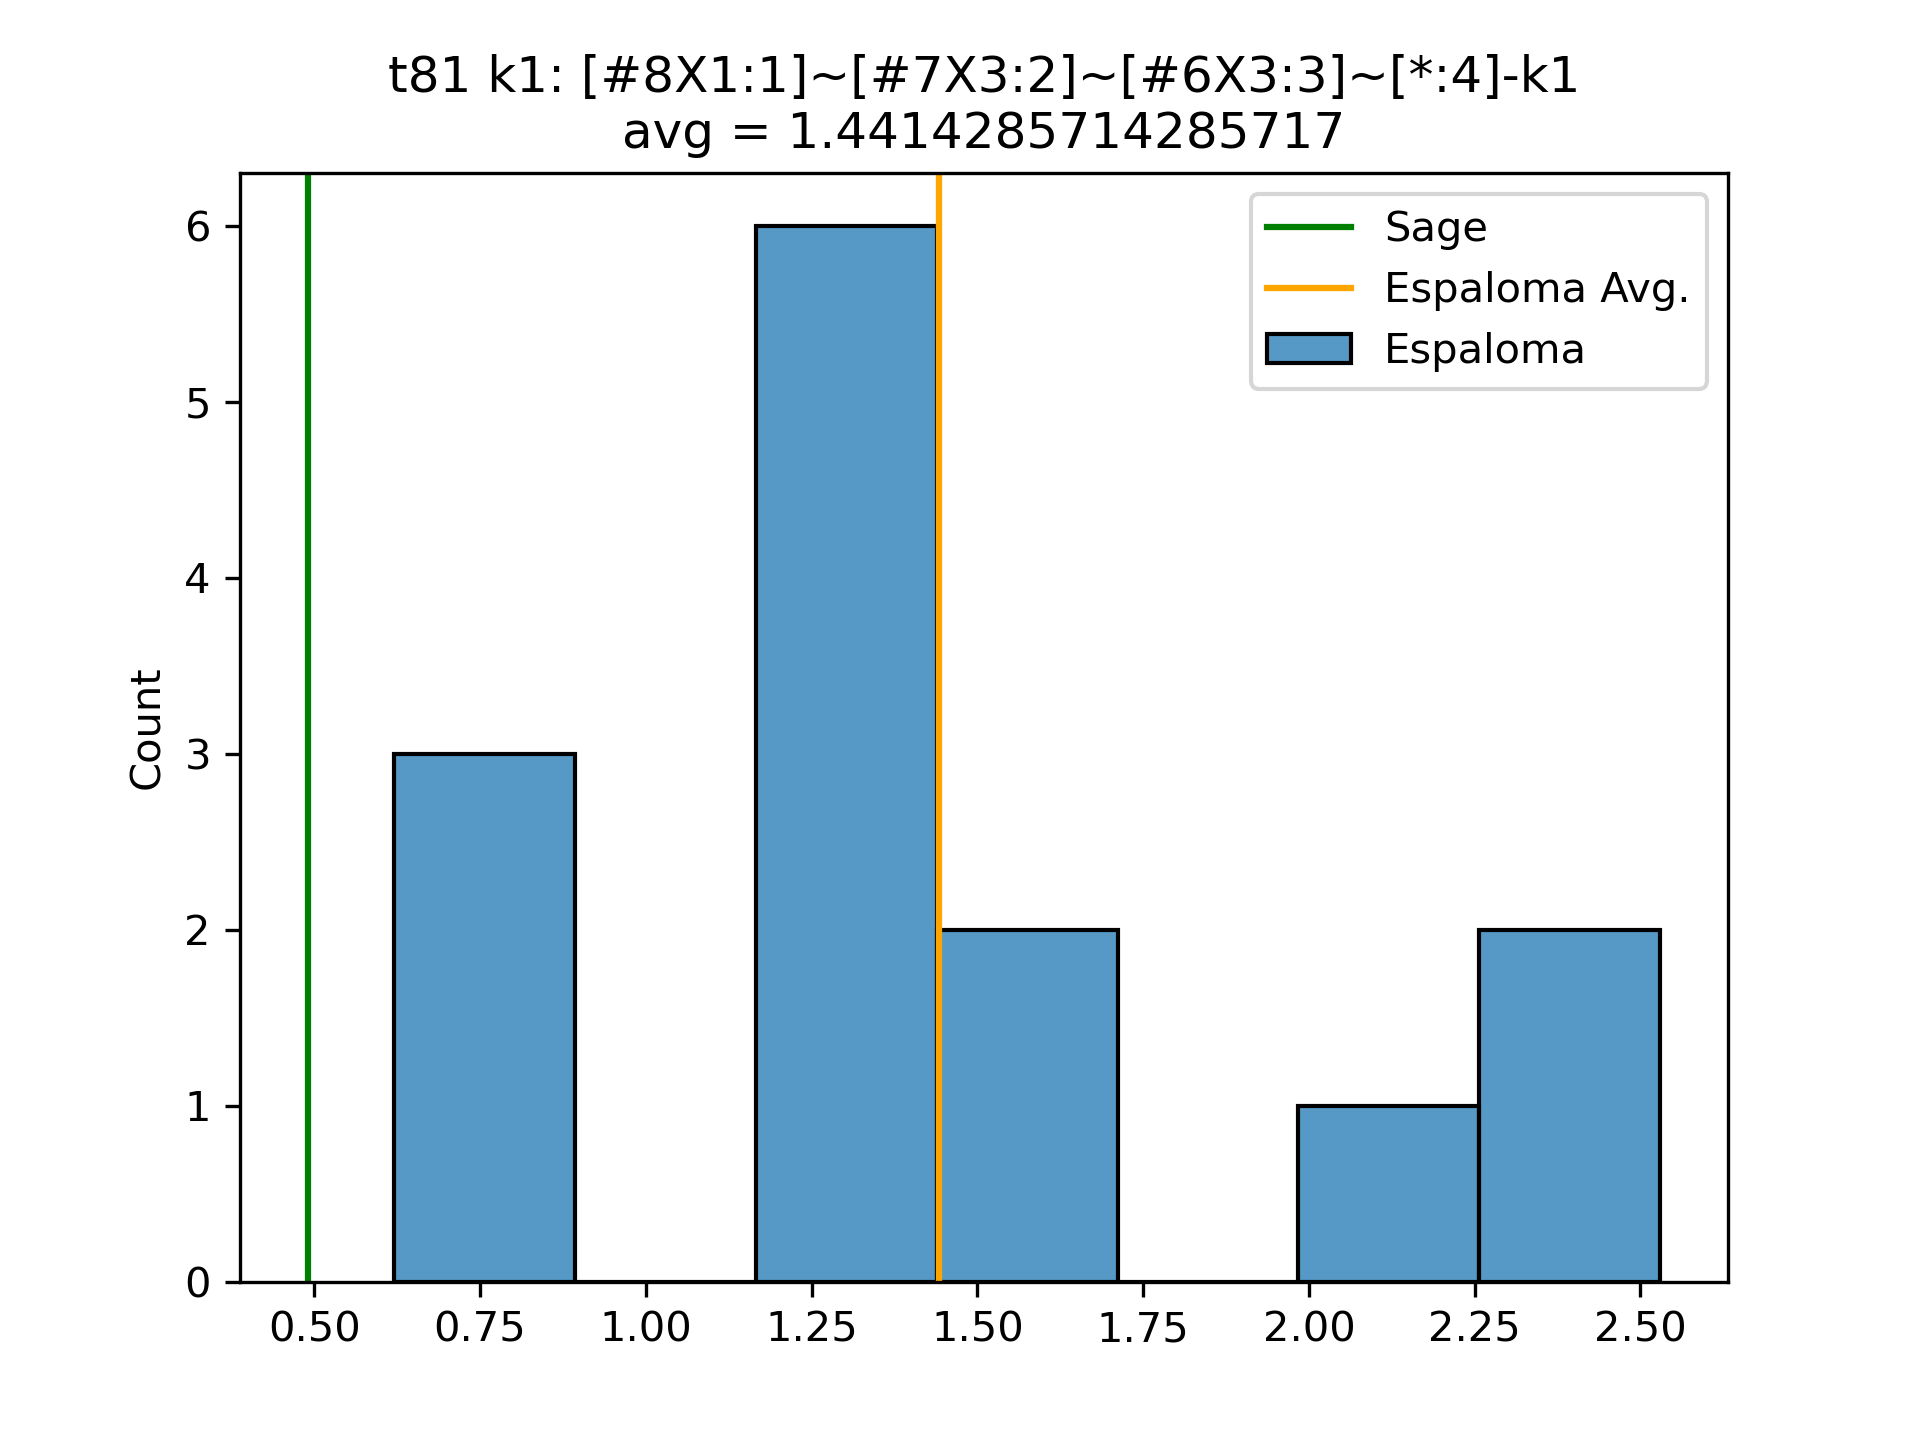 t81 k1: [#8X1:1]~[#7X3:2]~[#6X3:3]~[*:4]-k1
avg = 1.4414285714285717
Sage
Espaloma Avg.
Espaloma
Count
6
5
4
3
2
1
0
0.50 0.75 1.00 1.25 1.50 1.75 2.00 2.25 2.50